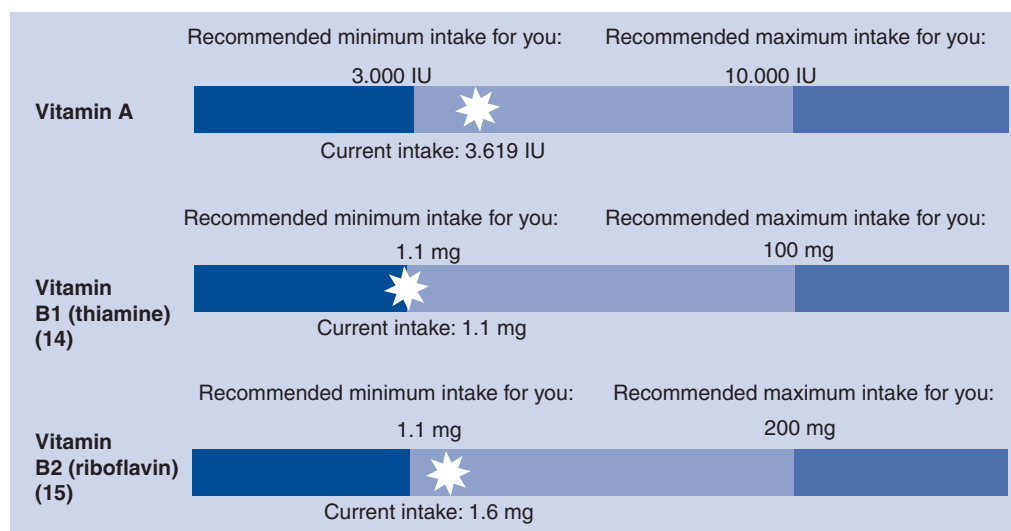 Recommended minimum intake for you:
Recommended maximum intake for you:
3.000 IU
10.000 IU
Vitamin A
Current intake: 3.619 IU
Recommended minimum intake for you:
Recommended maximum intake for you:
1.1 mg
100 mg
Vitamin
B1 (thiamine)
(14)
Current intake: 1.1 mg
Recommended minimum intake for you:
Recommended maximum intake for you:
1.1 mg
200 mg
Vitamin
B2 (riboflavin)
(15)
Current intake: 1.6 mg